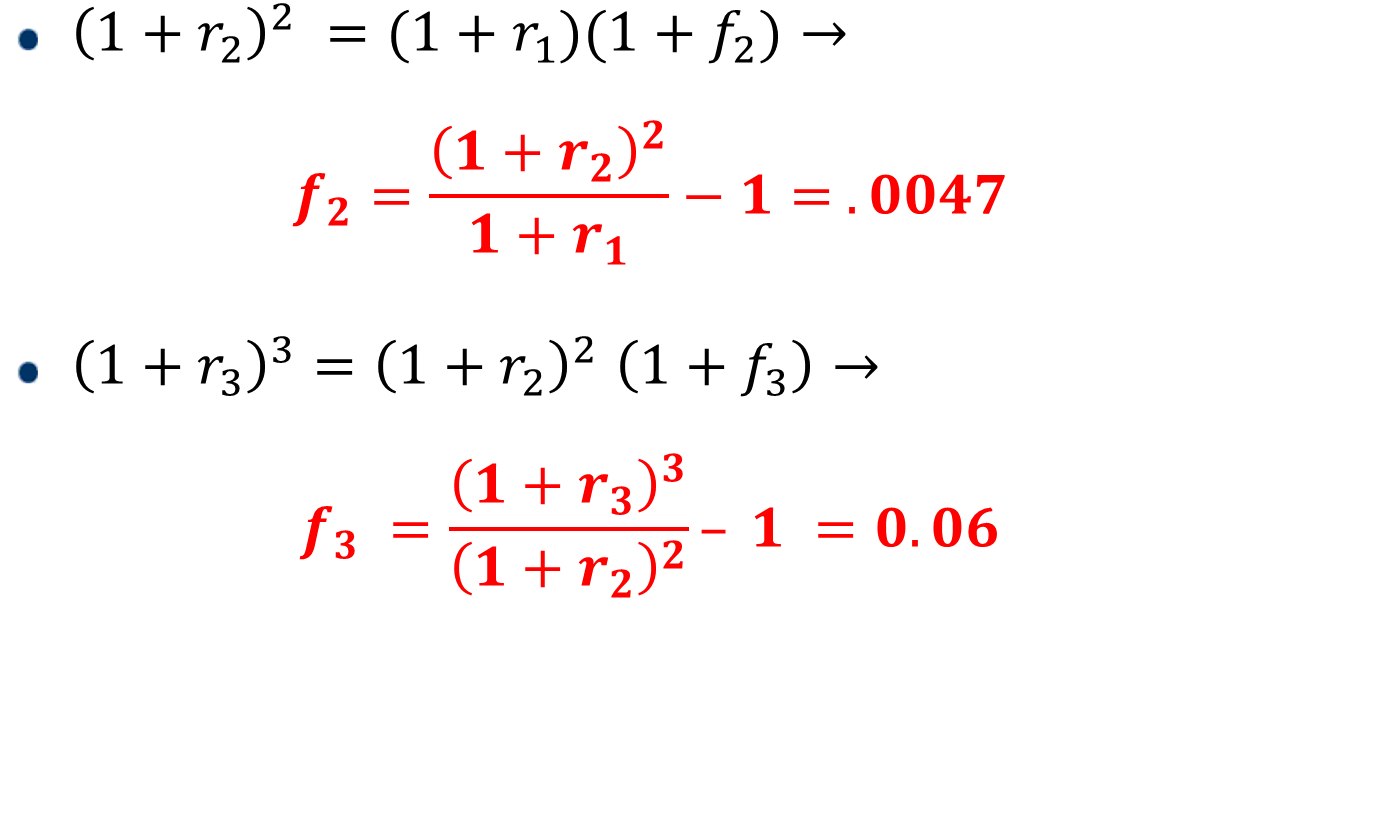 • (1 + r₂)² = (1 + r₁)(1 + f₂) →
f₂ = (1 + r₂)² / (1 + r₁) − 1 = .0047
• (1 + r₃)³ = (1 + r₂)² (1 + f₃) →
f₃ = (1 + r₃)³ / (1 + r₂)² − 1 = 0.06